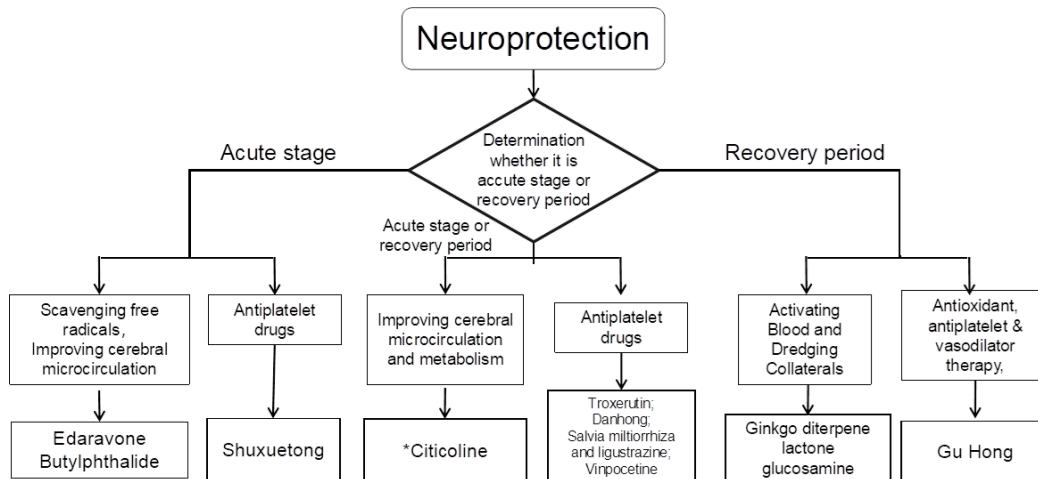 Neuroprotection
Determination
whether it is
accute stage or
recovery period
Acute stage
Recovery period
Acute stage or
recovery period
Scavenging free
radicals,
Improving cerebral
microcirculation
Antiplatelet
drugs
Improving cerebral
microcirculation
and metabolism
Antiplatelet
drugs
Activating
Blood and
Dredging
Collaterals
Antioxidant,
antiplatelet &
vasodilator
therapy,
Edaravone
Butylphthalide
Shuxuetong
*Citicoline
Troxerutin;
Danhong;
Salvia miltiorrhiza
and ligustrazine;
Vinpocetine
Ginkgo diterpene
lactone
glucosamine
Gu Hong